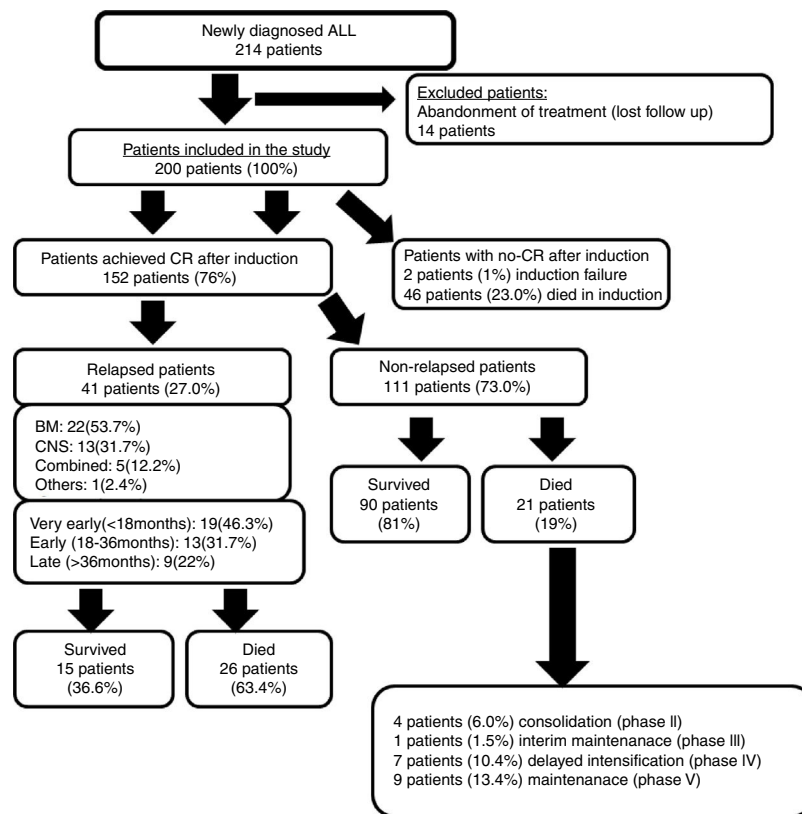 Newly diagnosed ALL
214 patients
Excluded patients:
Abandonment of treatment (lost follow up)
14 patients
Patients included in the study
200 patients (100%)
Patients achieved CR after induction
152 patients (76%)
Patients with no-CR after induction
2 patients (1%) induction failure
46 patients (23.0%) died in induction
Relapsed patients
41 patients (27.0%)
Non-relapsed patients
111 patients (73.0%)
BM: 22(53.7%)
CNS: 13(31.7%)
Combined: 5(12.2%)
Others: 1(2.4%)
Survived
90 patients
(81%)
Died
21 patients
(19%)
Very early(<18months): 19(46.3%)
Early (18-36months): 13(31.7%)
Late (>36months): 9(22%)
Survived
15 patients
(36.6%)
Died
26 patients
(63.4%)
4 patients (6.0%) consolidation (phase II)
1 patients (1.5%) interim maintenanace (phase III)
7 patients (10.4%) delayed intensification (phase IV)
9 patients (13.4%) maintenanace (phase V)